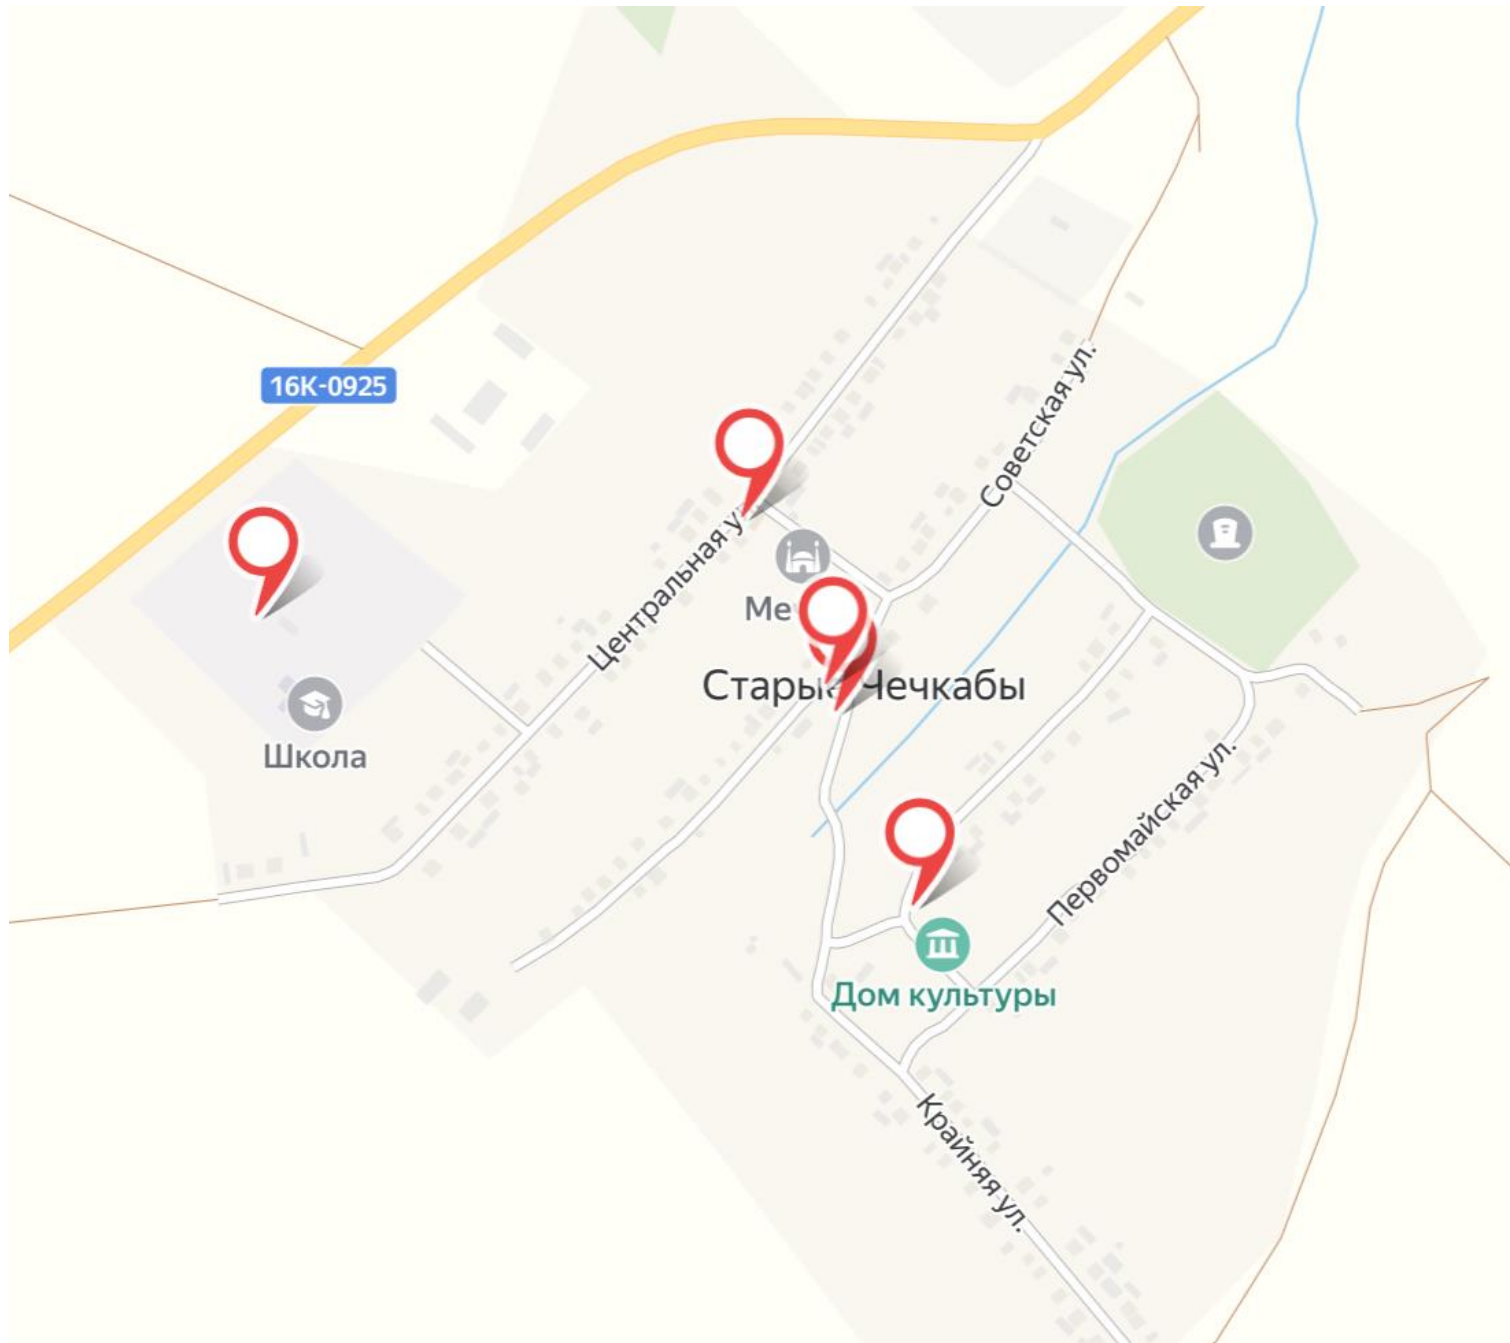 16К-0925
Советская ул.
Центральная у
Ме
Стары Чечкабы
Школа
Первомайская ул.
Дом культуры
Крайняя ул.